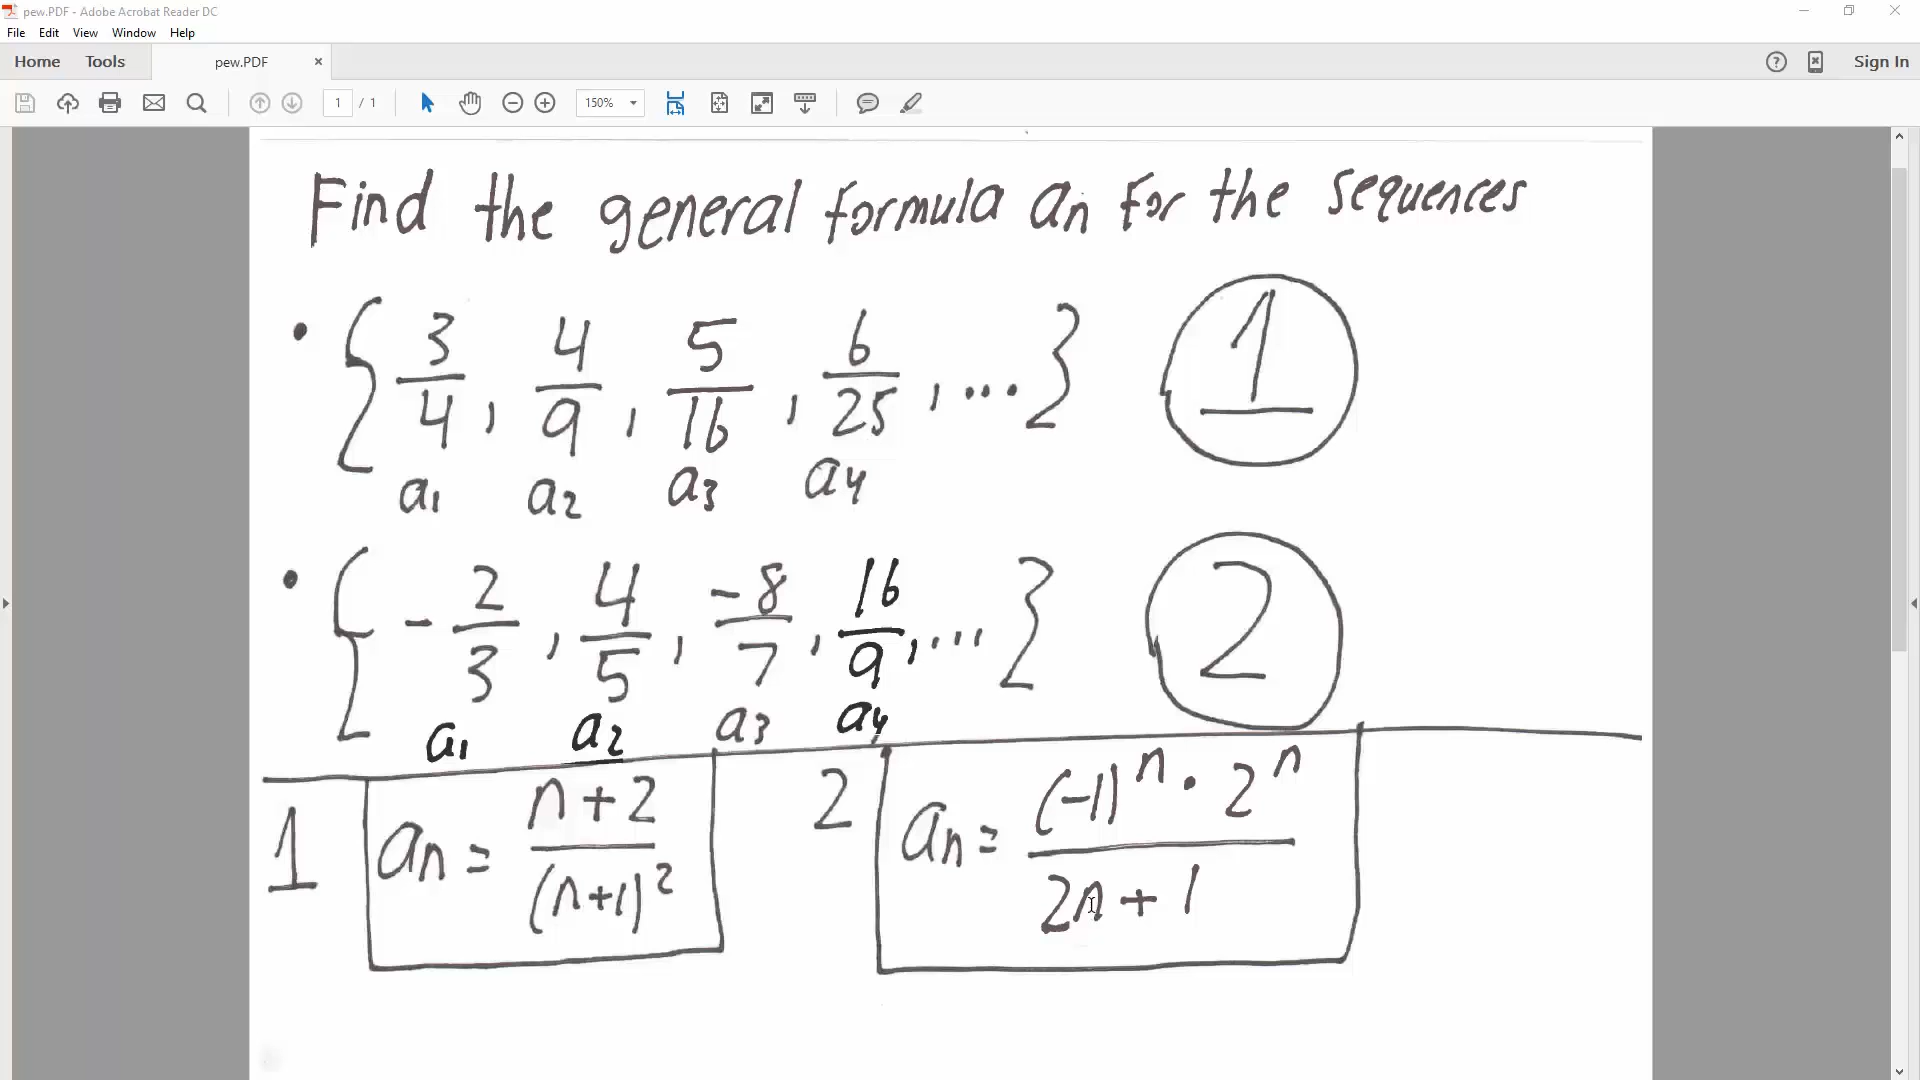 pew.PDF - Adobe Acrobat Reader DC
File Edit View Window Help
Home Tools pew.PDF × Sign In
1 / 1 150%
Find the general formula an for the sequences
• { 3/4, 4/9, 5/16, 6/25, ... } 1
a1 a2 a3 a4
• { - 2/3, 4/5, -8/7, 16/9, ... } 2
a1 a2 a3 a4
1 an = n+2/(n+1)² 2 an = (-1)ⁿ · 2ⁿ/2n+1